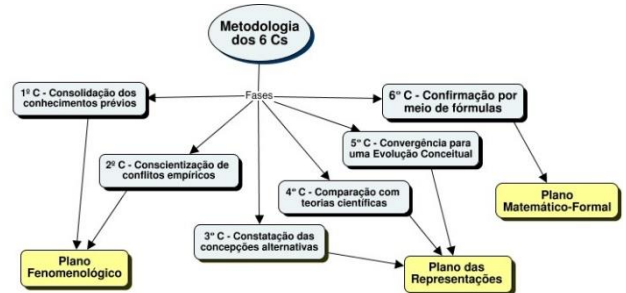 Metodologia
dos 6 Cs
Fases
1º C - Consolidação dos
conhecimentos prévios
6º C - Confirmação por
meio de fórmulas
5º C - Convergência para
uma Evolução Conceitual
2º C - Conscientização de
conflitos empíricos
4º C - Comparação com
teorias científicas
3º C - Constatação das
concepções alternativas
Plano
Matemático-Formal
Plano
Fenomenológico
Plano das
Representações